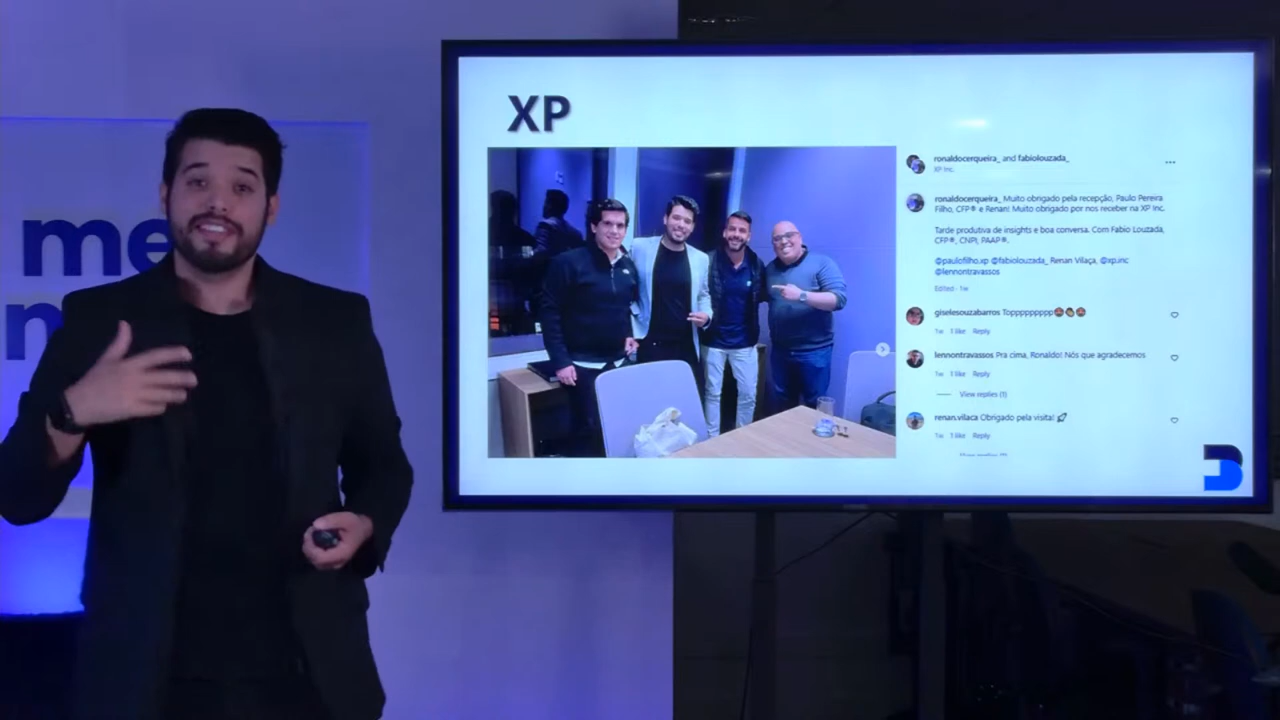 me
XP
ronaldocerqueira_ and fabiolouzada_
XP Inc.
ronaldocerqueira_ Muito obrigado pela recepção, Paulo Pereira
Filho, CFP® e Renan! Muito obrigado por nos receber na XP Inc.
Tarde produtiva de insights e boa conversa. Com Fabio Louzada,
CFP®, CNPI, PAAP®.
@paulofilho.xp @fabiolouzada_ Renan Vilaça, @xp.inc
@lennontravassos
Edited · 1w
giselesouzabarros Topppppppppp🤩👏🤩
1w 1 like Reply
lennontravassos Pra cima, Ronaldo! Nós que agradecemos
1w 1 like Reply
View replies (1)
renan.vilaca Obrigado pela visita! 🚀
1w 1 like Reply